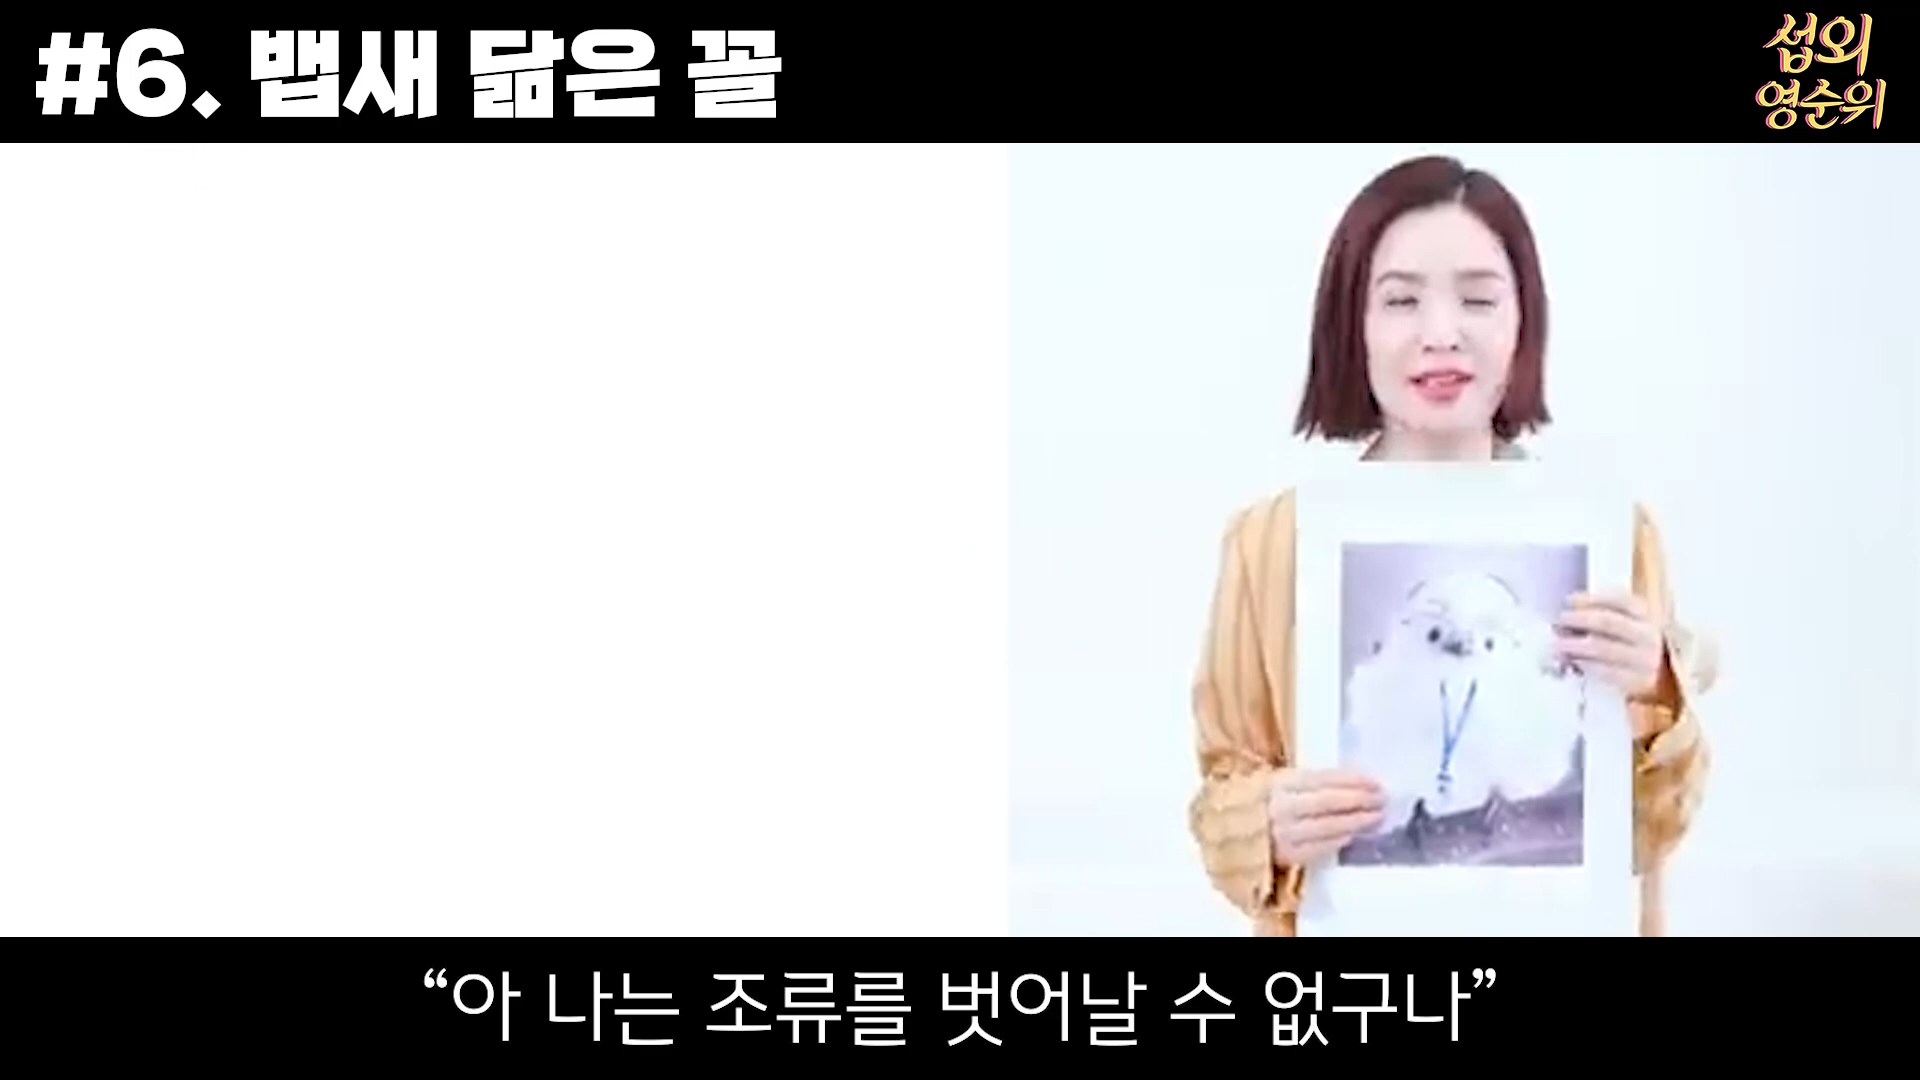 #6. 뱁새 닮은 꼴
섭외
영순위
“아 나는 조류를 벗어날 수 없구나”